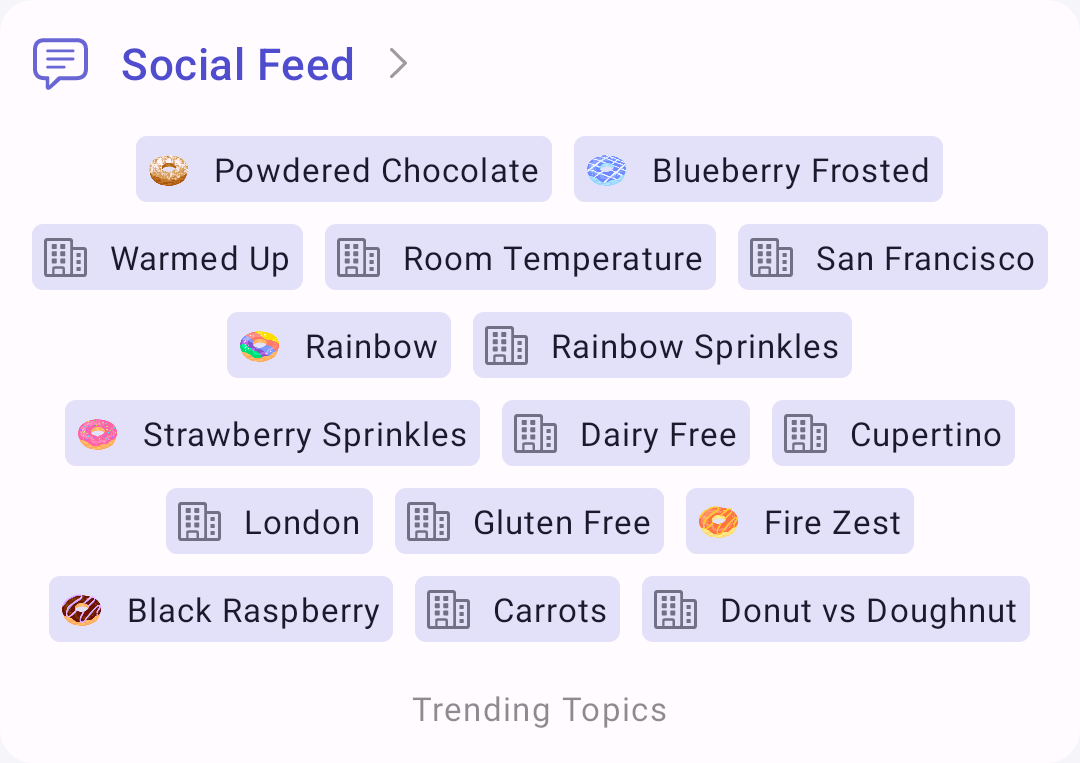 Social Feed
Powdered Chocolate Blueberry Frosted
Warmed Up Room Temperature San Francisco
Rainbow Rainbow Sprinkles
Strawberry Sprinkles Dairy Free Cupertino
London Gluten Free Fire Zest
Black Raspberry Carrots Donut vs Doughnut
Trending Topics